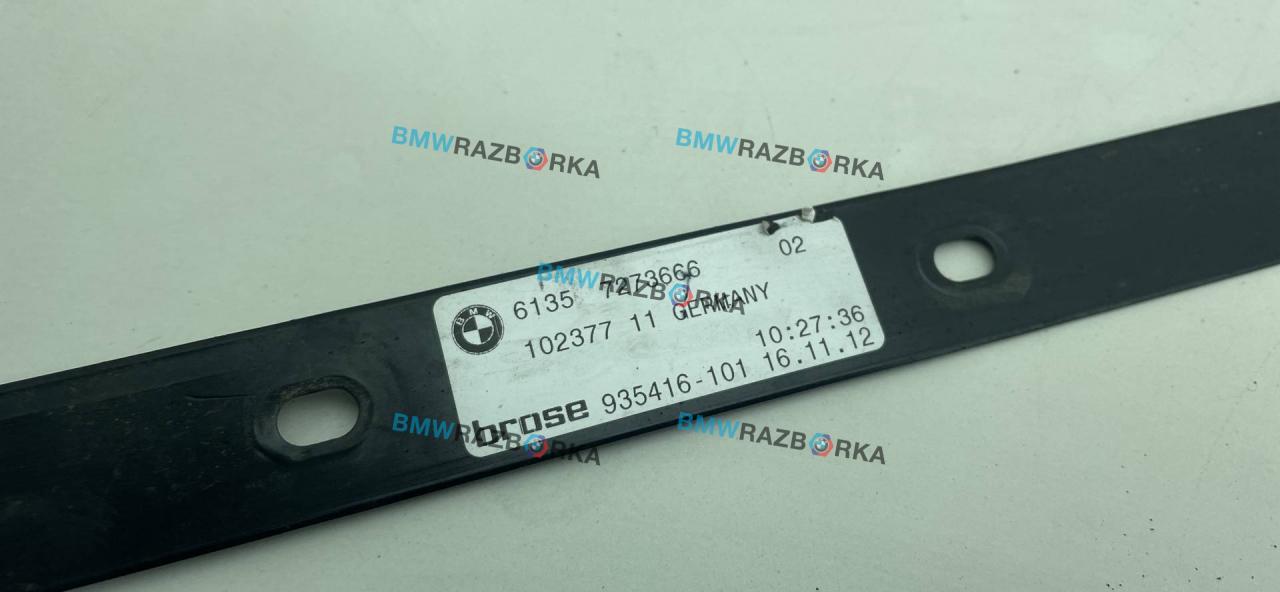 BMWRAZBORKA
BMWRAZBORKA
BMW
6135 7273666 02
BMWRAZBORKA
102377 11 GERMANY
10:27:36
brose 935416-101 16.11.12
BMWRAZBORKA
BMWRAZBORKA